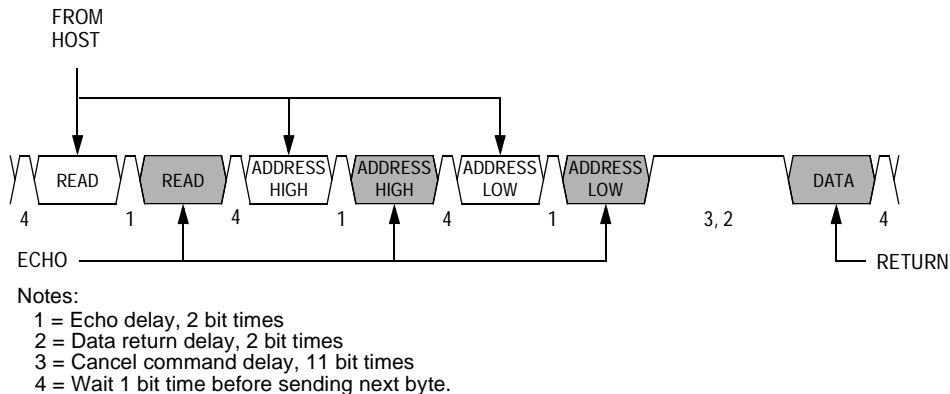 FROM
HOST
READ
READ
ADDRESS
HIGH
ADDRESS
HIGH
ADDRESS
LOW
ADDRESS
LOW
DATA
4 1 4 1 4 1 3, 2 4
ECHO
RETURN
Notes:
1 = Echo delay, 2 bit times
2 = Data return delay, 2 bit times
3 = Cancel command delay, 11 bit times
4 = Wait 1 bit time before sending next byte.